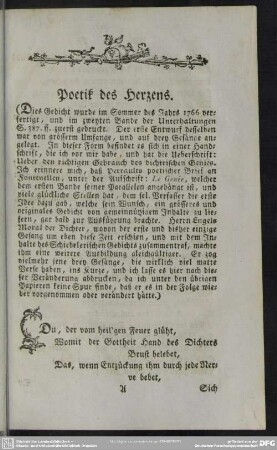 Poetik des Herzens.
(Dies Gedicht wurde im Sommer des Jahrs 1766 ver-
fertigt, und im zweyten Bande der Unterhaltungen
S. 387. ff. zuerst gedruckt. Der erste Entwurf desselben
war von grösserm Umfange, und auf drey Gesänge an-
gelegt. In dieser Form befindet es sich in einer Hand-
schrift, die ich vor mir habe, und hat die Ueberschrift:
Ueber den richtigen Gebrauch des dichtrischen Genies.
Ich erinnere mich, daß Perraults poetischer Brief an
Fontenellen, unter der Aufschrift: Le Genie, welcher
dem ersten Bande seiner Parallelen angehängt ist, und
viele glückliche Stellen hat, dem sel. Verfasser die erste
Idee dazu gab, welche sein Wunsch, ein grösseres und
originales Gedicht von gemeinnützigem Inhalte zu lie-
fern, gar bald zur Ausführung brachte. Herrn Engels
Moral der Dichter, wovon der erste und bisher einzige
Gesang um eben diese Zeit erschien, und mit dem In-
halte des Schiebelerischen Gedichts zusammentraf, machte
ihm eine weitere Ausbildung gleichgültiger. Er zog
vielmehr jene drey Gesänge, die wirklich viel matte
Verse haben, ins Kurze, und ich lasse es hier nach die-
ser Veränderung abdrucken, da ich unter den übrigen
Papieren keine Spur finde, daß er es in der Folge wie-
der vorgenommen oder verändert hätte.)
Du, der vom heil'gen Feuer glüht,
Womit der Gottheit Hand des Dichters
Brust belebet,
Das, wenn Entzückung ihm durch jede Ner-
ve bebet,
A
Sich